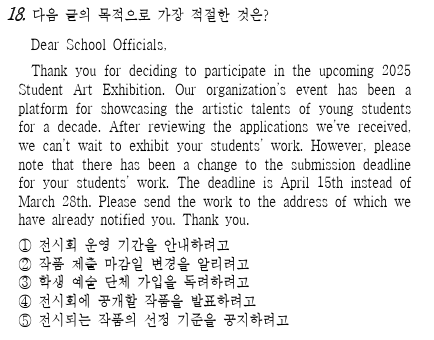 18. 다음 글의 목적으로 가장 적절한 것은?
Dear School Officials,
Thank you for deciding to participate in the upcoming 2025
Student Art Exhibition. Our organization's event has been a
platform for showcasing the artistic talents of young students
for a decade. After reviewing the applications we've received,
we can't wait to exhibit your students' work. However, please
note that there has been a change to the submission deadline
for your students' work. The deadline is April 15th instead of
March 28th. Please send the work to the address of which we
have already notified you. Thank you.
① 전시회 운영 기간을 안내하려고
② 작품 제출 마감일 변경을 알리려고
③ 학생 예술 단체 가입을 독려하려고
④ 전시회에 공개할 작품을 발표하려고
⑤ 전시되는 작품의 선정 기준을 공지하려고